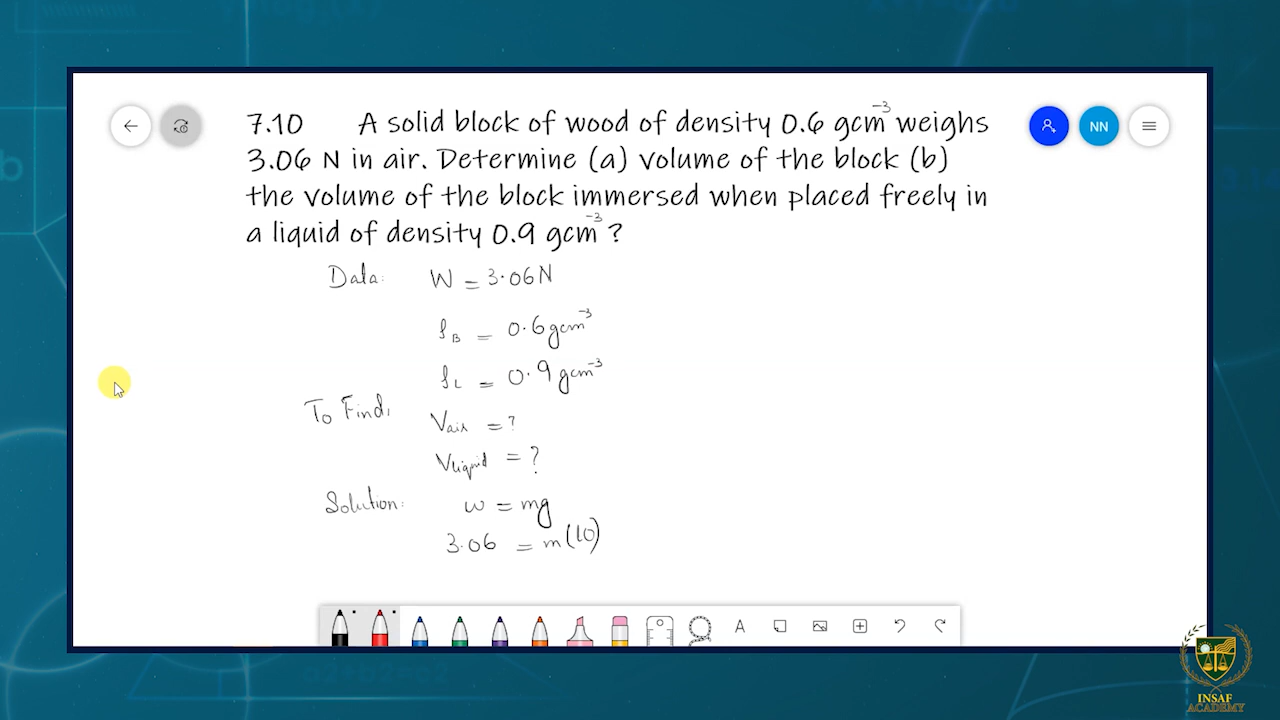 7.10 A solid block of wood of density 0.6 gcm⁻³ weighs
3.06 N in air. Determine (a) volume of the block (b)
the volume of the block immersed when placed freely in
a liquid of density 0.9 gcm⁻³ ?
NN
Data: W = 3.06N
ρB = 0.6gcm⁻³
ρL = 0.9gcm⁻³
To Find:
Vair = ?
Vliquid = ?
Solution: w = mg
3.06 = m(10)
A
INSAF
ACADEMY